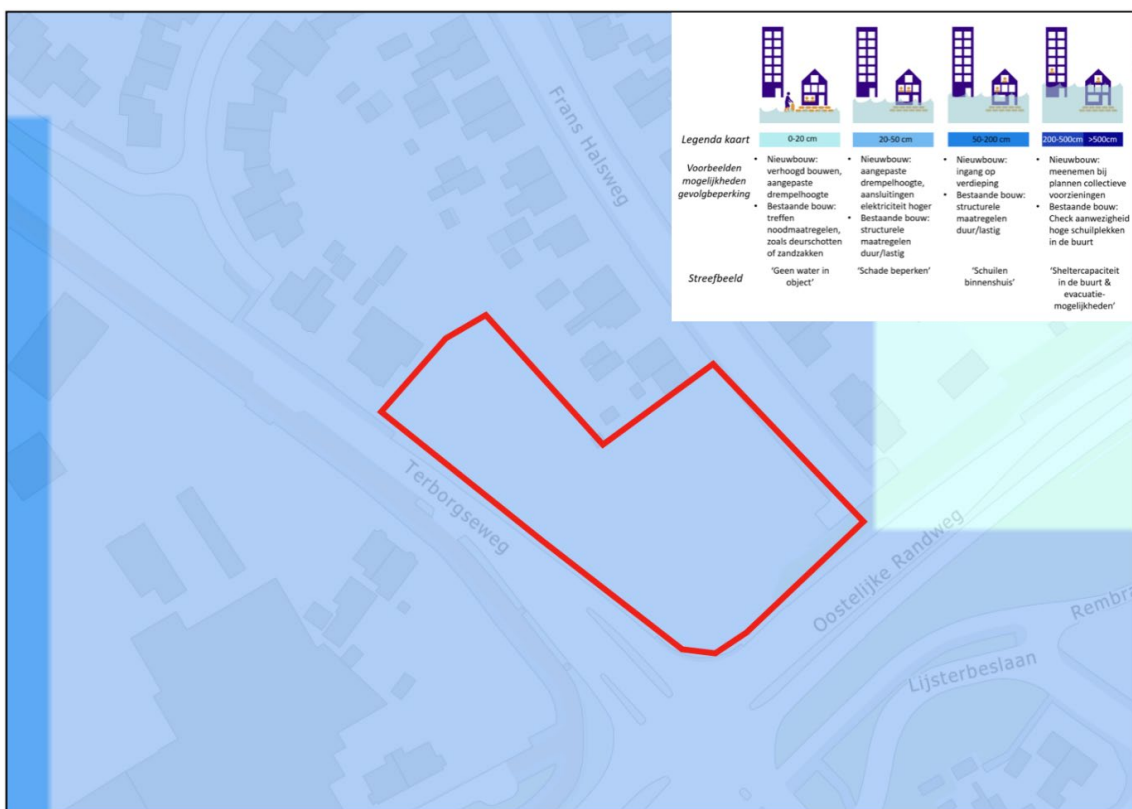 Legenda kaart
0-20 cm
20-50 cm
50-200 cm
200-500cm
>500cm
Voorbeelden
mogelijkheden
gevolgbeperking
• Nieuwbouw:
verhoogd bouwen,
aangepaste
drempelhoogte
• Bestaande bouw:
treffen
noodmaatregelen,
zoals deurschotten
of zandzakken
• Nieuwbouw:
aangepaste
drempelhoogte,
aansluitingen
elektriciteit hoger
• Bestaande bouw:
structurele
maatregelen
duur/lastig
• Nieuwbouw:
ingang op
verdieping
• Bestaande bouw:
structurele
maatregelen
duur/lastig
• Nieuwbouw:
meenemen bij
plannen collectieve
voorzieningen
• Bestaande bouw:
Check aanwezigheid
hoge schuilplekken
in de buurt
Streefbeeld
'Geen water in
object'
'Schade beperken'
'Schuilen
binnenshuis'
'Sheltercapaciteit
in de buurt &
evacuatie-
mogelijkheden'
Frans Halsweg
Terborgseweg
Oostelijke Randweg
Rembra
Lijsterbeslaan